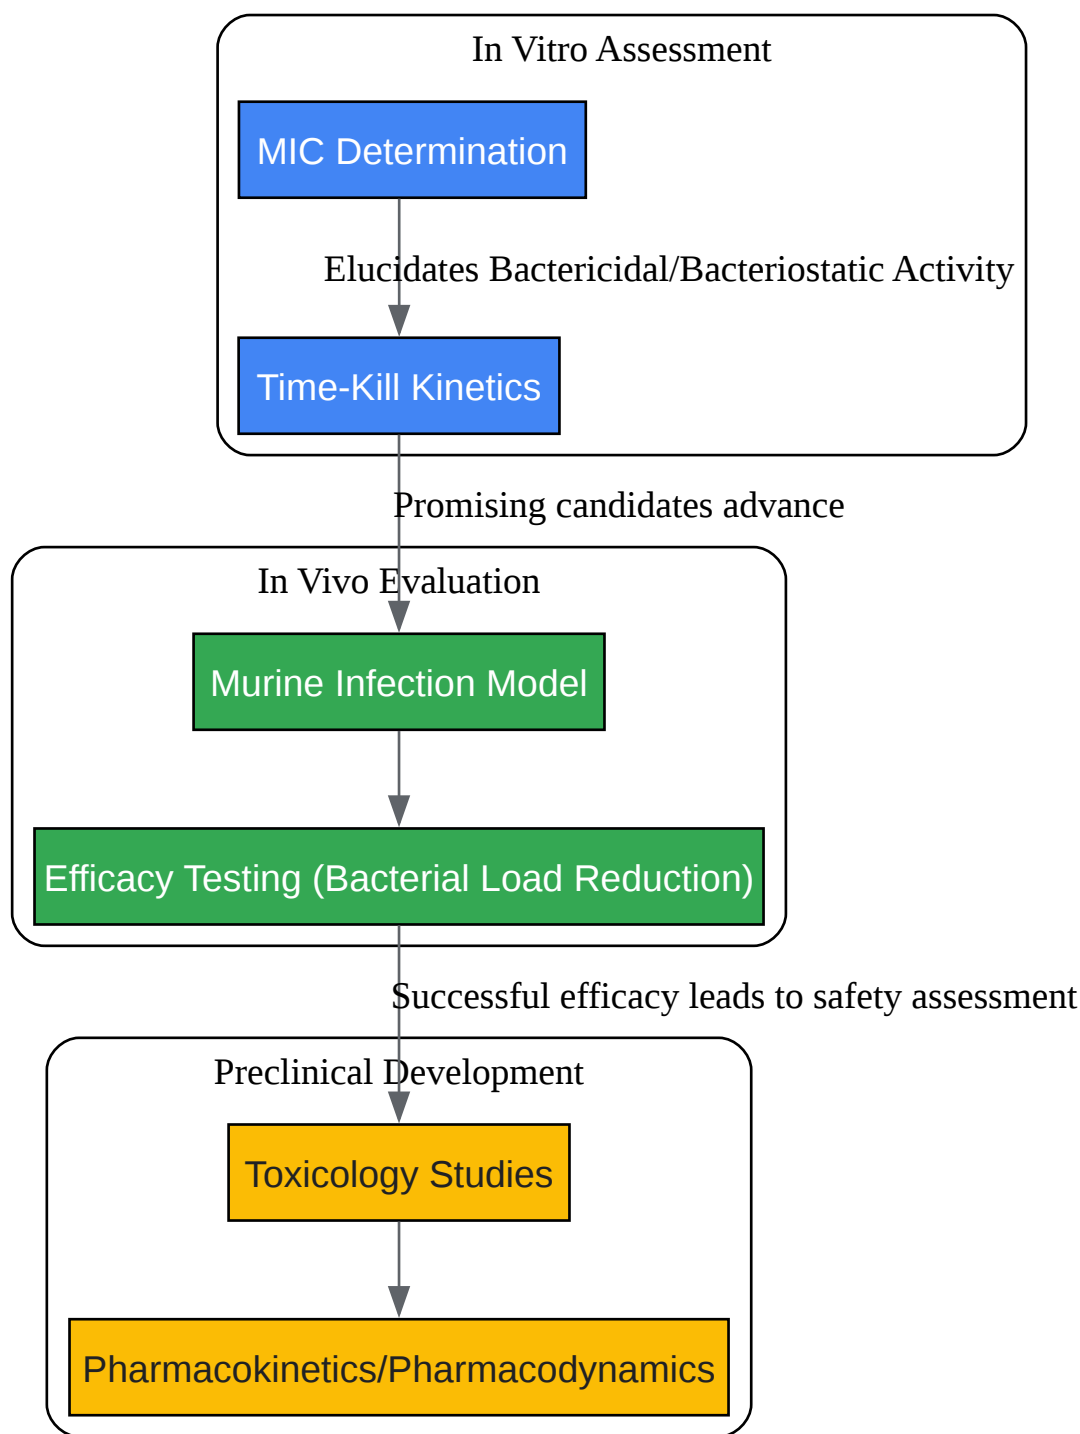 In Vitro Assessment
MIC Determination
Elucidates Bactericidal/Bacteriostatic Activity
Time-Kill Kinetics
Promising candidates advance
In Vivo Evaluation
Murine Infection Model
Efficacy Testing (Bacterial Load Reduction)
Successful efficacy leads to safety assessment
Preclinical Development
Toxicology Studies
Pharmacokinetics/Pharmacodynamics